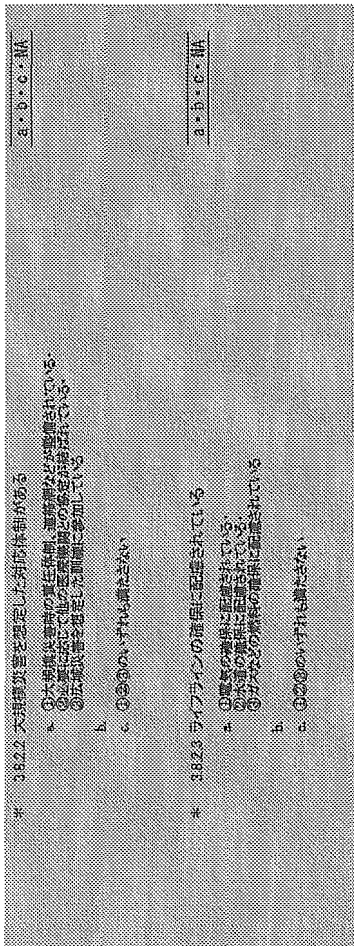 ＊ 3.8.2.2 大規模災害を想定した対応体制がある
a・b・c・NA
a. ①大規模災害時の責任体制、連絡網などが整備されている・
②必要に応じて他の医療機関との協定が結ばれている・
③広域災害を想定した訓練に参加している
b.
c. ①②③のいずれも満たさない
＊ 3.8.2.3 ライフラインの確保に配慮されている
a・b・c・NA
a. ①電気の確保に配慮されている・
②水道の確保に配慮されている・
③ガスなどの燃料の確保に配慮されている
b.
c. ①②③のいずれも満たさない